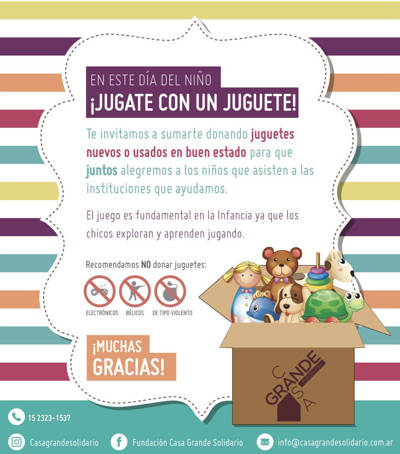 EN ESTE DÍA DEL NIÑO
¡JUGATE CON UN JUGUETE!
Te invitamos a sumarte donando juguetes
nuevos o usados en buen estado para que
juntos alegremos a los niños que asisten a las
instituciones que ayudamos.
El juego es fundamental en la Infancia ya que los
chicos exploran y aprenden jugando.
Recomendamos NO donar juguetes:
ELECTRÓNICOS BÉLICOS DE TIPO VIOLENTO
¡MUCHAS
GRACIAS!
CASA
GRANDE
15 2323-1537
Casagrandesolidario Fundación Casa Grande Solidario info@casagrandesolidario.com.ar